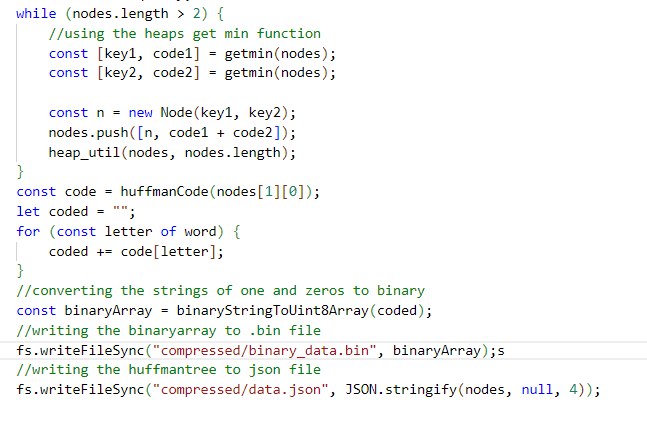 while (nodes.length > 2) {
    //using the heaps get min function
    const [key1, code1] = getmin(nodes);
    const [key2, code2] = getmin(nodes);

    const n = new Node(key1, key2);
    nodes.push([n, code1 + code2]);
    heap_util(nodes, nodes.length);
}
const code = huffmanCode(nodes[1][0]);
let coded = "";
for (const letter of word) {
    coded += code[letter];
}
//converting the strings of one and zeros to binary
const binaryArray = binaryStringToUint8Array(coded);
//writing the binaryarray to .bin file
fs.writeFileSync("compressed/binary_data.bin", binaryArray);s
//writing the huffmantree to json file
fs.writeFileSync("compressed/data.json", JSON.stringify(nodes, null, 4));